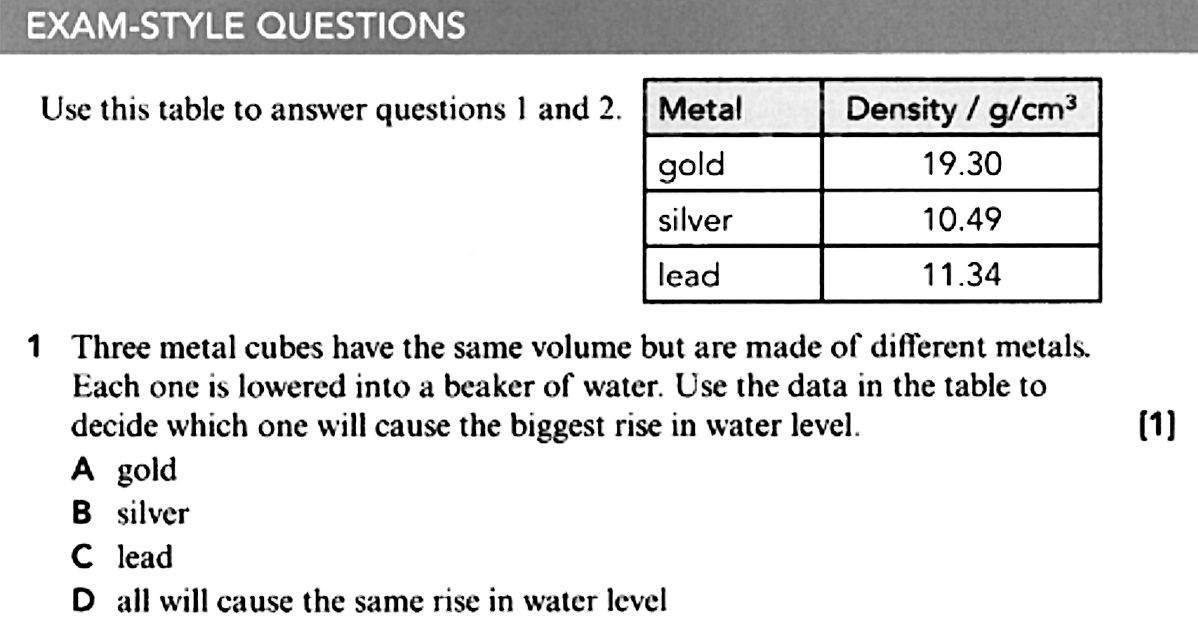 EXAM-STYLE QUESTIONS
Use this table to answer questions 1 and 2.
Metal Density / g/cm³
gold 19.30
silver 10.49
lead 11.34
1 Three metal cubes have the same volume but are made of different metals.
Each one is lowered into a beaker of water. Use the data in the table to
decide which one will cause the biggest rise in water level. [1]
A gold
B silver
C lead
D all will cause the same rise in water level